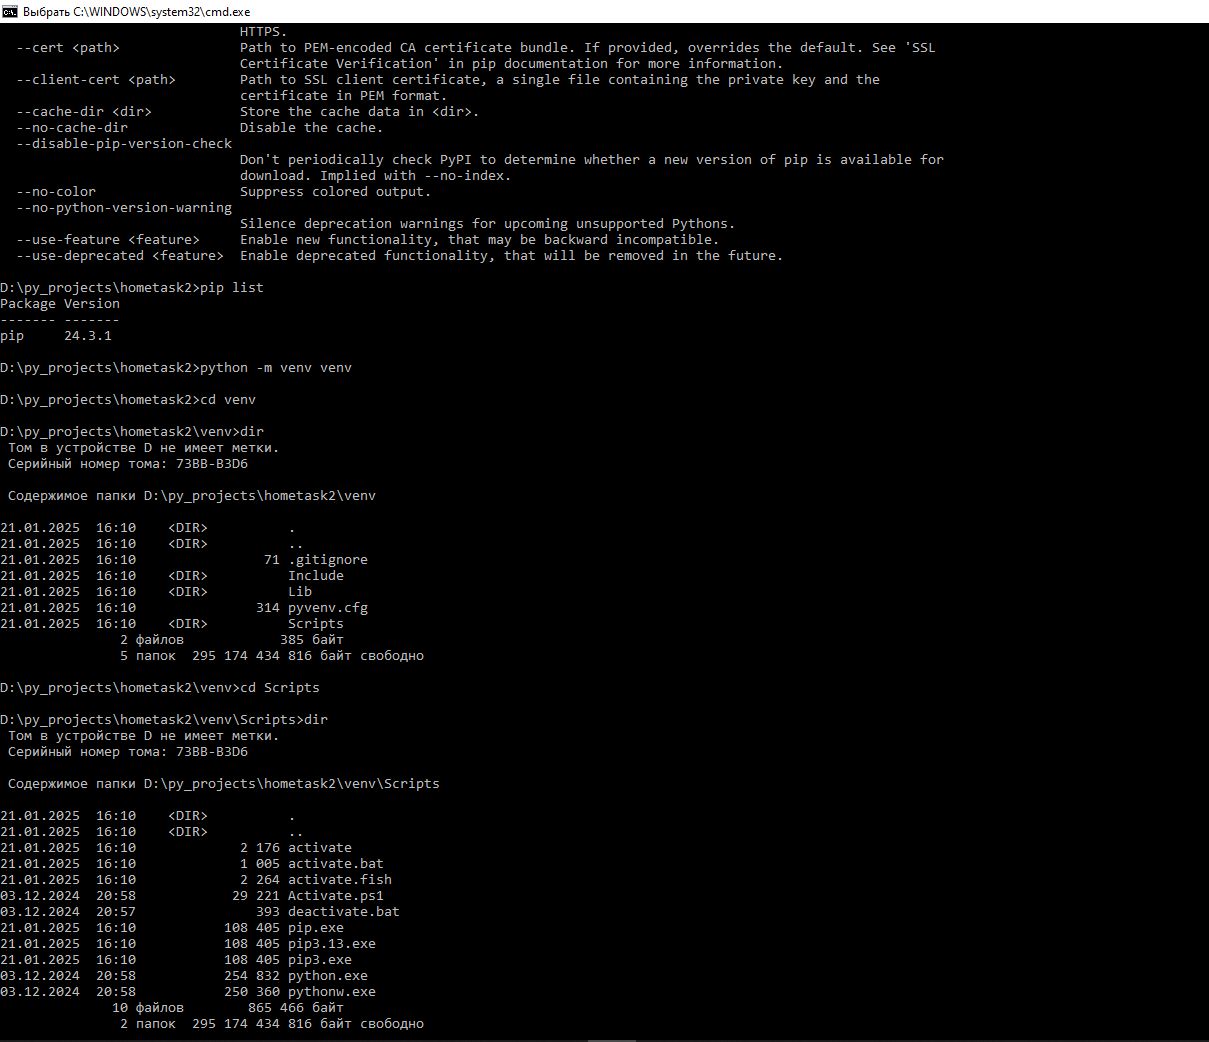 Выбрать C:\WINDOWS\system32\cmd.exe
                              HTTPS.
  --cert <path>               Path to PEM-encoded CA certificate bundle. If provided, overrides the default. See 'SSL
                              Certificate Verification' in pip documentation for more information.
  --client-cert <path>        Path to SSL client certificate, a single file containing the private key and the
                              certificate in PEM format.
  --cache-dir <dir>           Store the cache data in <dir>.
  --no-cache-dir              Disable the cache.
  --disable-pip-version-check
                              Don't periodically check PyPI to determine whether a new version of pip is available for
                              download. Implied with --no-index.
  --no-color                  Suppress colored output.
  --no-python-version-warning
                              Silence deprecation warnings for upcoming unsupported Pythons.
  --use-feature <feature>     Enable new functionality, that may be backward incompatible.
  --use-deprecated <feature>  Enable deprecated functionality, that will be removed in the future.

D:\py_projects\hometask2>pip list
Package Version
------- -------
pip     24.3.1

D:\py_projects\hometask2>python -m venv venv

D:\py_projects\hometask2>cd venv

D:\py_projects\hometask2\venv>dir
 Том в устройстве D не имеет метки.
 Серийный номер тома: 73BB-B3D6

 Содержимое папки D:\py_projects\hometask2\venv

21.01.2025  16:10    <DIR>          .
21.01.2025  16:10    <DIR>          ..
21.01.2025  16:10                71 .gitignore
21.01.2025  16:10    <DIR>          Include
21.01.2025  16:10    <DIR>          Lib
21.01.2025  16:10               314 pyvenv.cfg
21.01.2025  16:10    <DIR>          Scripts
               2 файлов            385 байт
               5 папок  295 174 434 816 байт свободно

D:\py_projects\hometask2\venv>cd Scripts

D:\py_projects\hometask2\venv\Scripts>dir
 Том в устройстве D не имеет метки.
 Серийный номер тома: 73BB-B3D6

 Содержимое папки D:\py_projects\hometask2\venv\Scripts

21.01.2025  16:10    <DIR>          .
21.01.2025  16:10    <DIR>          ..
21.01.2025  16:10             2 176 activate
21.01.2025  16:10             1 005 activate.bat
21.01.2025  16:10             2 264 activate.fish
03.12.2024  20:58            29 221 Activate.ps1
03.12.2024  20:57               393 deactivate.bat
21.01.2025  16:10           108 405 pip.exe
21.01.2025  16:10           108 405 pip3.13.exe
21.01.2025  16:10           108 405 pip3.exe
03.12.2024  20:58           254 832 python.exe
03.12.2024  20:58           250 360 pythonw.exe
              10 файлов        865 466 байт
               2 папок  295 174 434 816 байт свободно